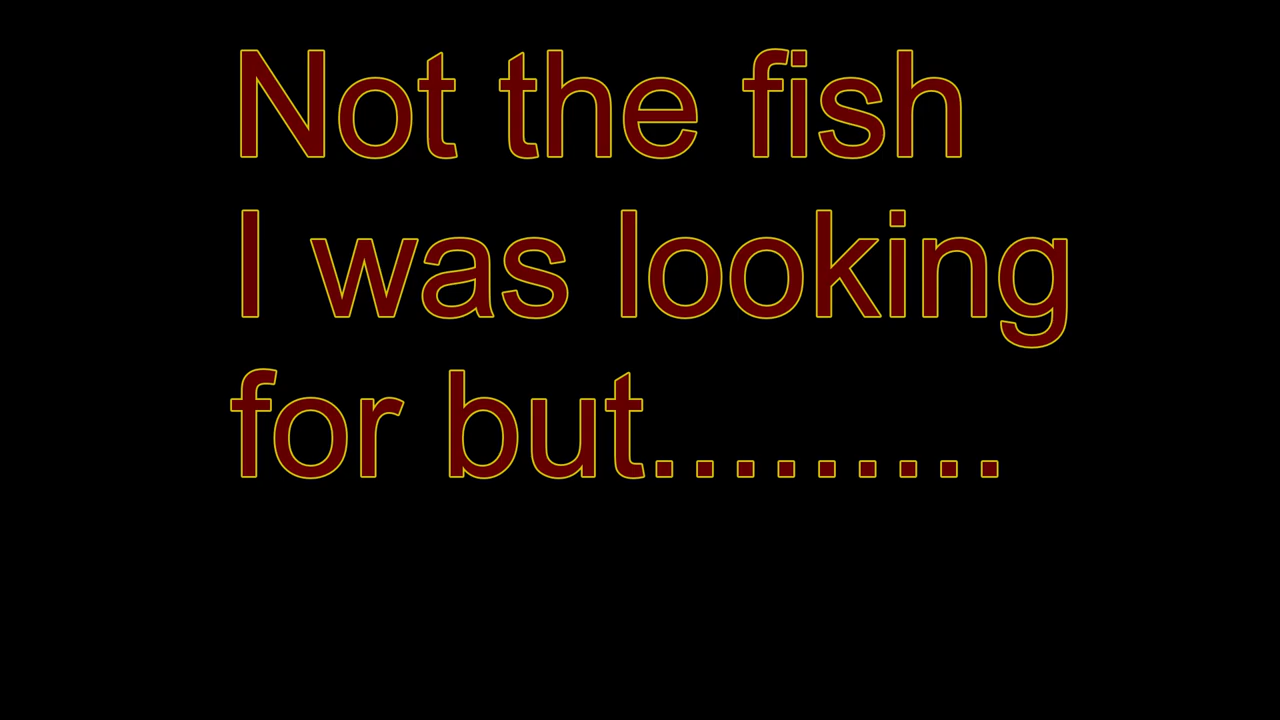 Not the fish
I was looking
for but.........